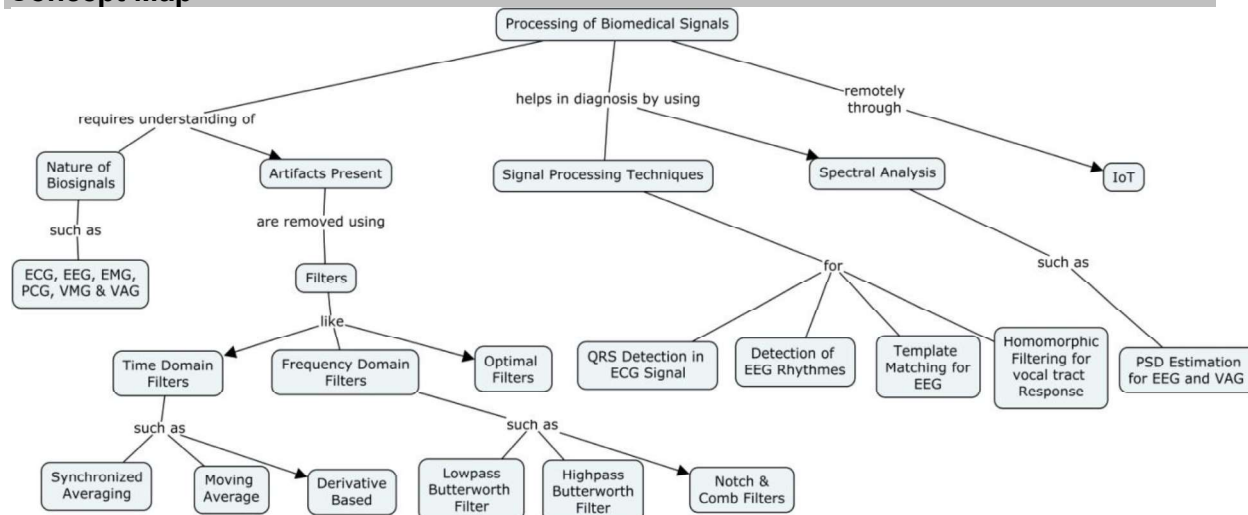 Concept Map
Processing of Biomedical Signals
requires understanding of
helps in diagnosis by using
remotely
through
Nature of
Biosignals
Artifacts Present
Signal Processing Techniques
Spectral Analysis
IoT
such as
are removed using
for
such as
ECG, EEG, EMG,
PCG, VMG & VAG
Filters
like
Time Domain
Filters
Frequency Domain
Filters
Optimal
Filters
QRS Detection in
ECG Signal
Detection of
EEG Rhythmes
Template
Matching for
EEG
Homomorphic
Filtering for
vocal tract
Response
PSD Estimation
for EEG and VAG
such as
such as
Synchronized
Averaging
Moving
Average
Derivative
Based
Lowpass
Butterworth
Filter
Highpass
Butterworth
Filter
Notch &
Comb Filters